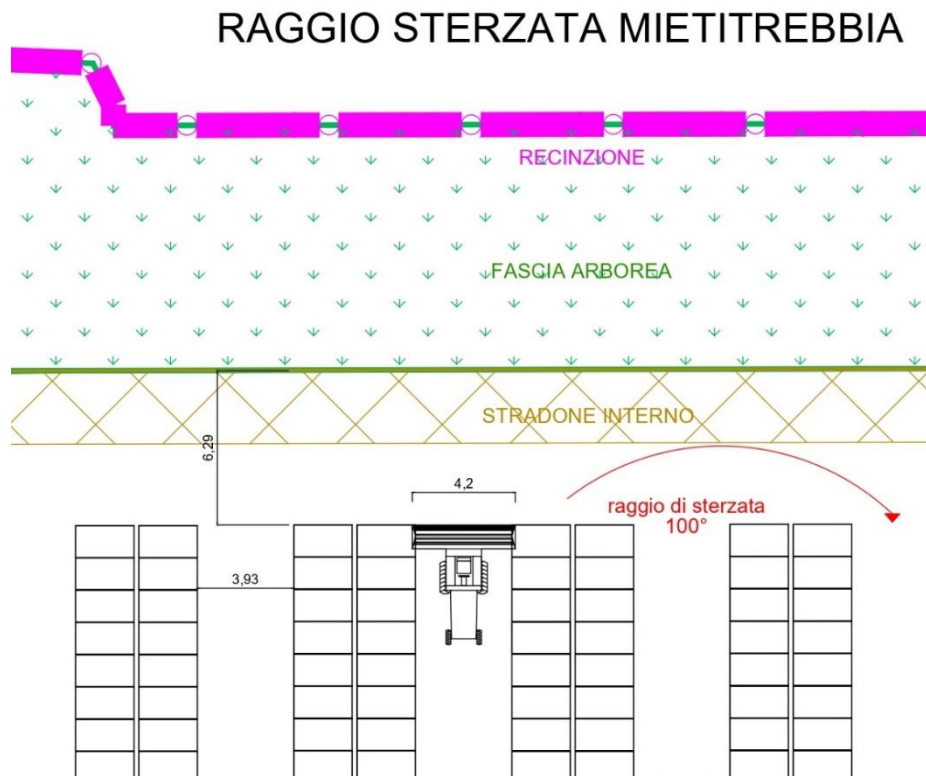 RAGGIO STERZATA MIETITREBBIA
RECINZIONE
FASCIA ARBOREA
STRADONE INTERNO
6,29
4,2
raggio di sterzata
100°
3,93